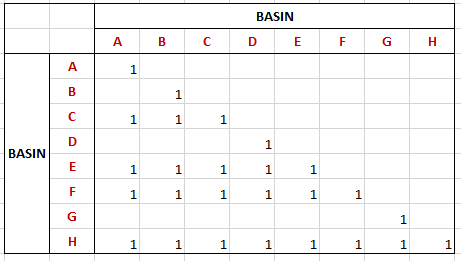 BASIN
A B C D E F G H
A 1
B 1
C 1 1 1
D 1
BASIN
E 1 1 1 1 1
F 1 1 1 1 1 1
G 1
H 1 1 1 1 1 1 1 1